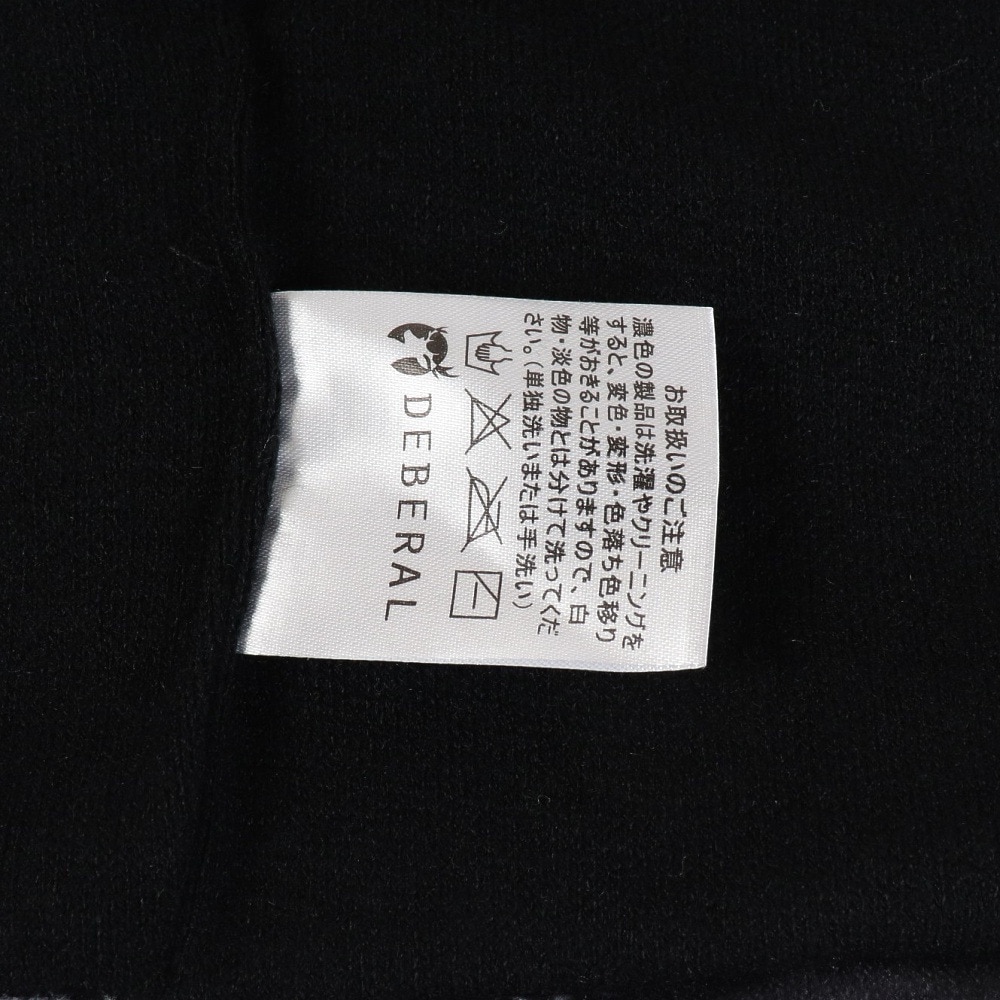 お取扱いのご注意
濃色の製品は洗濯やクリーニングを
すると、変色・変形・色落ち色移り
等がおきることがありますので、白
物・淡色の物とは分けて洗ってくだ
さい。(単独洗いまたは手洗い)
DEBERAL